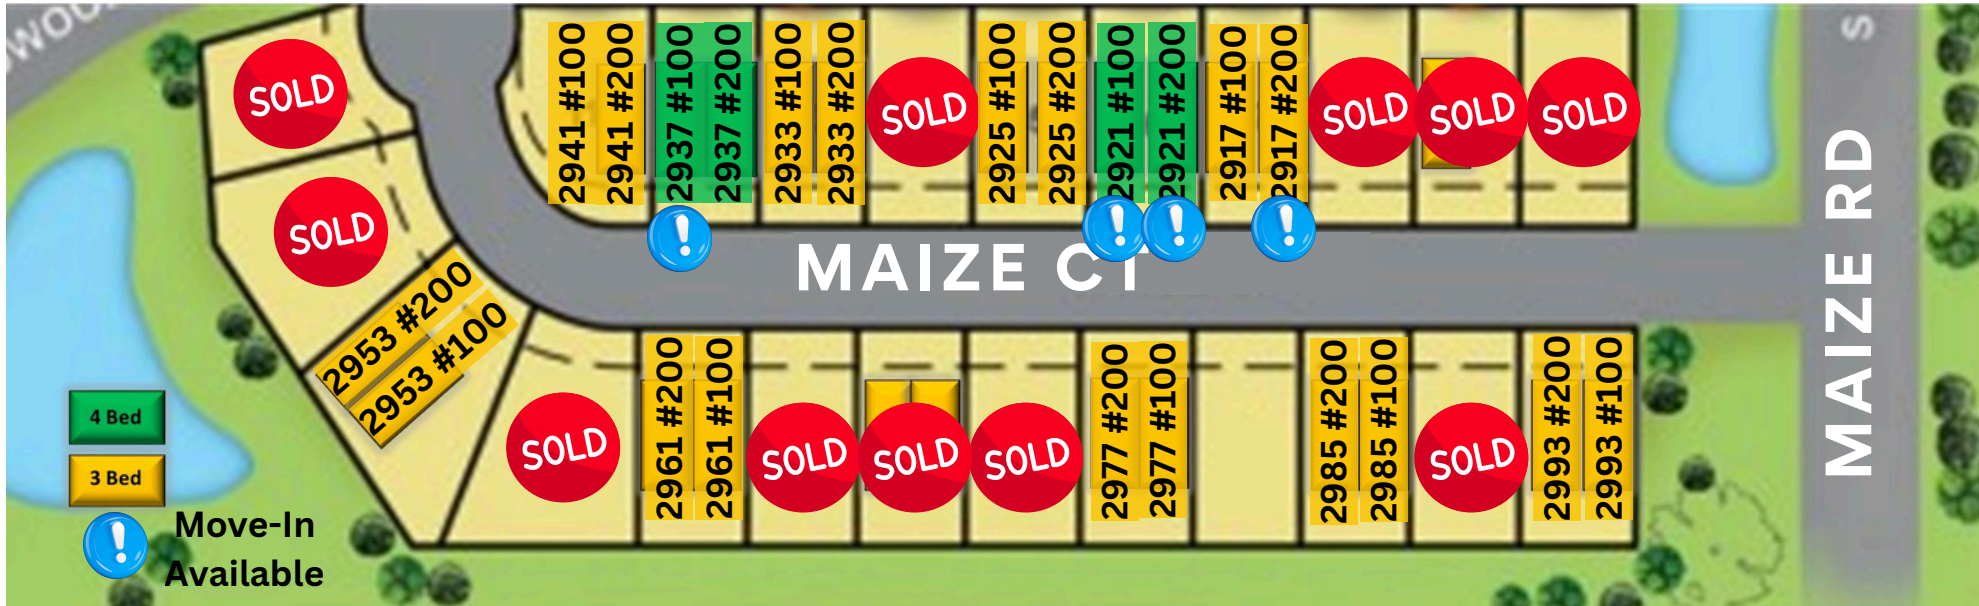 WOO
S
SOLD
2941 #100
2941 #200
2937 #100
2937 #200
2933 #100
2933 #200
SOLD
2925 #100
2925 #200
2921 #100
2921 #200
2917 #100
2917 #200
SOLD
SOLD
SOLD
SOLD
!
!
!
!
MAIZE CT
MAIZE RD
2953 #200
2953 #100
SOLD
2961 #200
2961 #100
SOLD
SOLD
SOLD
2977 #200
2977 #100
2985 #200
2985 #100
SOLD
2993 #200
2993 #100
4 Bed
3 Bed
!
Move-In
Available